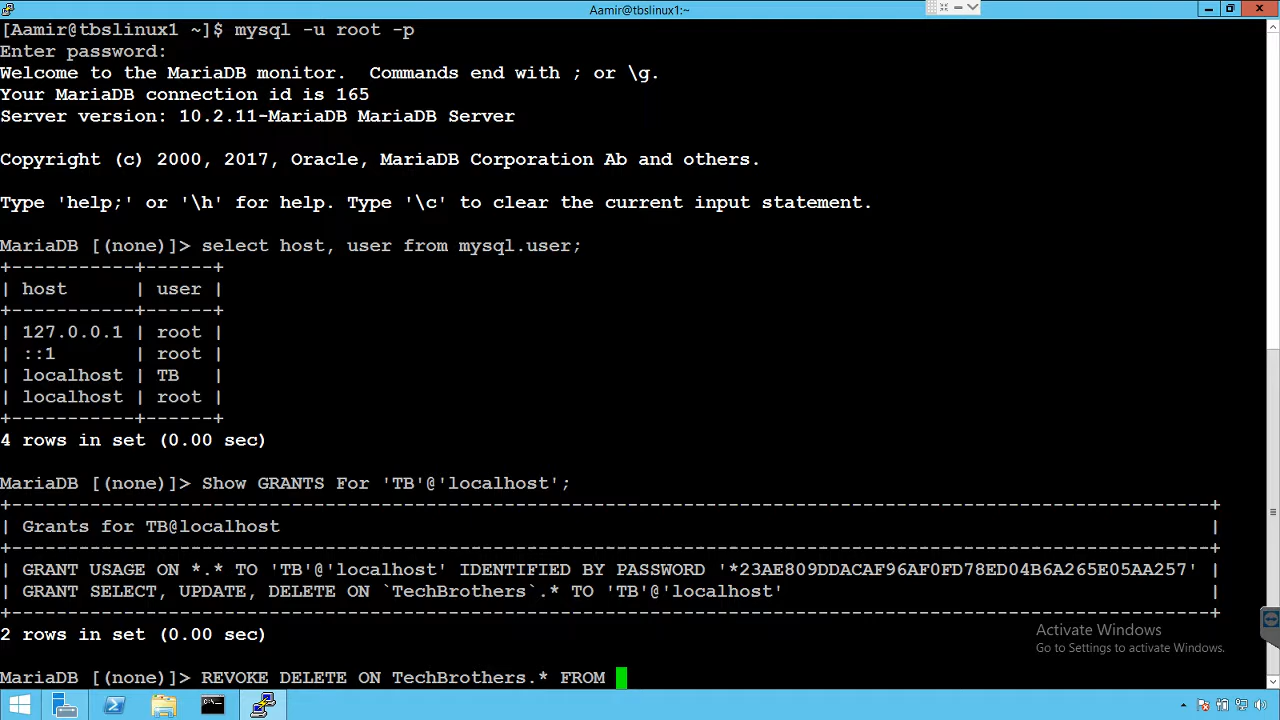 Aamir@tbslinux1:~
[Aamir@tbslinux1 ~]$ mysql -u root -p
Enter password:
Welcome to the MariaDB monitor.  Commands end with ; or \g.
Your MariaDB connection id is 165
Server version: 10.2.11-MariaDB MariaDB Server
Copyright (c) 2000, 2017, Oracle, MariaDB Corporation Ab and others.
Type 'help;' or '\h' for help. Type '\c' to clear the current input statement.
MariaDB [(none)]> select host, user from mysql.user;
+-----------+------+
| host      | user |
+-----------+------+
| 127.0.0.1 | root |
| ::1       | root |
| localhost | TB   |
| localhost | root |
+-----------+------+
4 rows in set (0.00 sec)
MariaDB [(none)]> Show GRANTS For 'TB'@'localhost';
+-----------------------------------------------------------------------------------------------------------+
| Grants for TB@localhost                                                                                   |
+-----------------------------------------------------------------------------------------------------------+
| GRANT USAGE ON *.* TO 'TB'@'localhost' IDENTIFIED BY PASSWORD '*23AE809DDACAF96AF0FD78ED04B6A265E05AA257' |
| GRANT SELECT, UPDATE, DELETE ON `TechBrothers`.* TO 'TB'@'localhost'                                      |
+-----------------------------------------------------------------------------------------------------------+
2 rows in set (0.00 sec)
Activate Windows
Go to Settings to activate Windows.
MariaDB [(none)]> REVOKE DELETE ON TechBrothers.* FROM